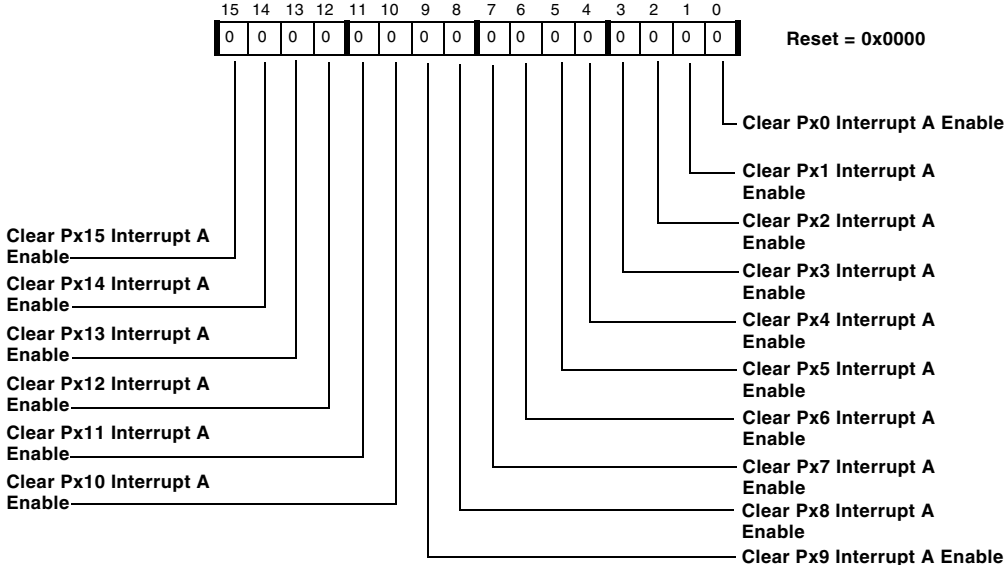 15 14 13 12 11 10 9 8 7 6 5 4 3 2 1 0
0 0 0 0 0 0 0 0 0 0 0 0 0 0 0 0
Reset = 0x0000
Clear Px0 Interrupt A Enable
Clear Px1 Interrupt A
Enable
Clear Px2 Interrupt A
Enable
Clear Px3 Interrupt A
Enable
Clear Px4 Interrupt A
Enable
Clear Px5 Interrupt A
Enable
Clear Px6 Interrupt A
Enable
Clear Px7 Interrupt A
Enable
Clear Px8 Interrupt A
Enable
Clear Px9 Interrupt A Enable
Clear Px15 Interrupt A
Enable
Clear Px14 Interrupt A
Enable
Clear Px13 Interrupt A
Enable
Clear Px12 Interrupt A
Enable
Clear Px11 Interrupt A
Enable
Clear Px10 Interrupt A
Enable